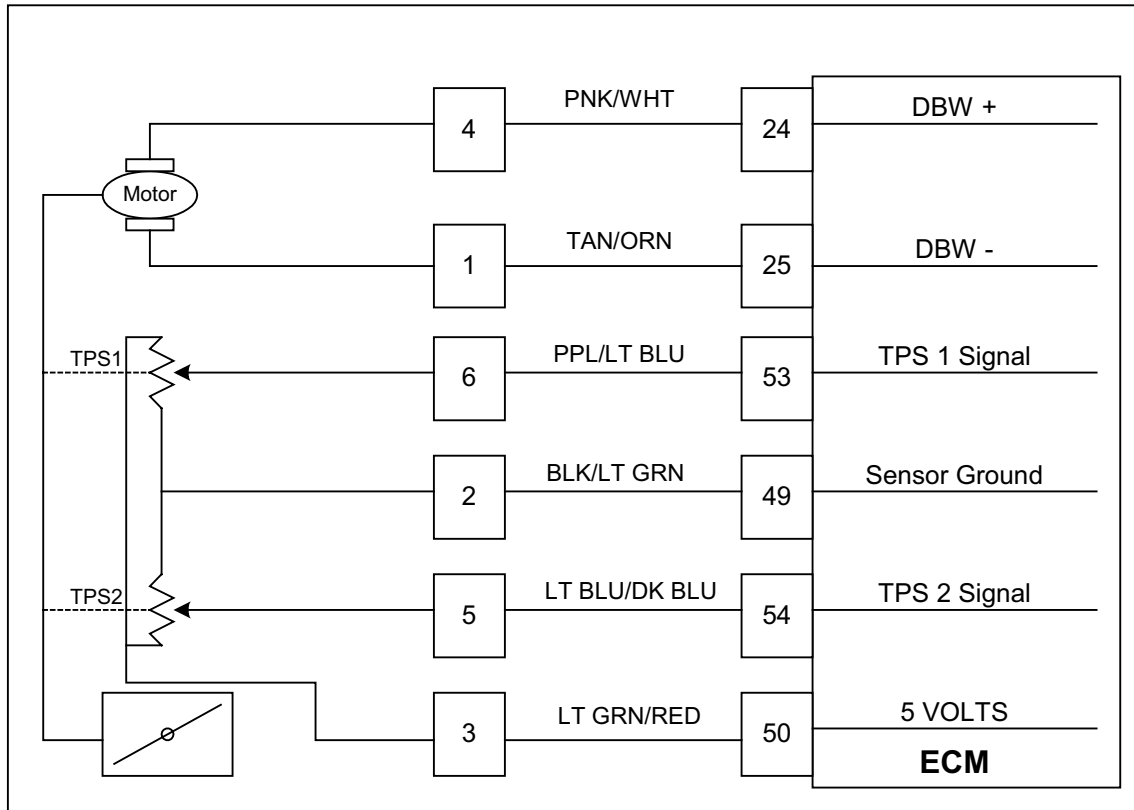 PNK/WHT
4
24
DBW +
Motor
TAN/ORN
1
25
DBW -
TPS1
PPL/LT BLU
6
53
TPS 1 Signal
BLK/LT GRN
2
49
Sensor Ground
TPS2
LT BLU/DK BLU
5
54
TPS 2 Signal
LT GRN/RED
3
50
5 VOLTS
ECM